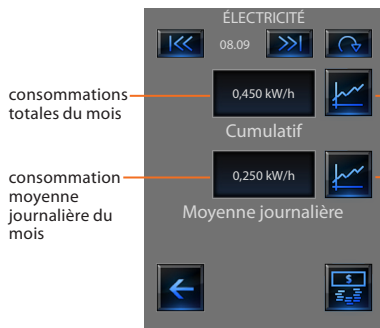 ÉLECTRICITÉ
08.09
consommations
totales du mois
0,450 kW/h
Cumulatif
consommation
moyenne
journalière du
mois
0,250 kW/h
Moyenne journalière
$